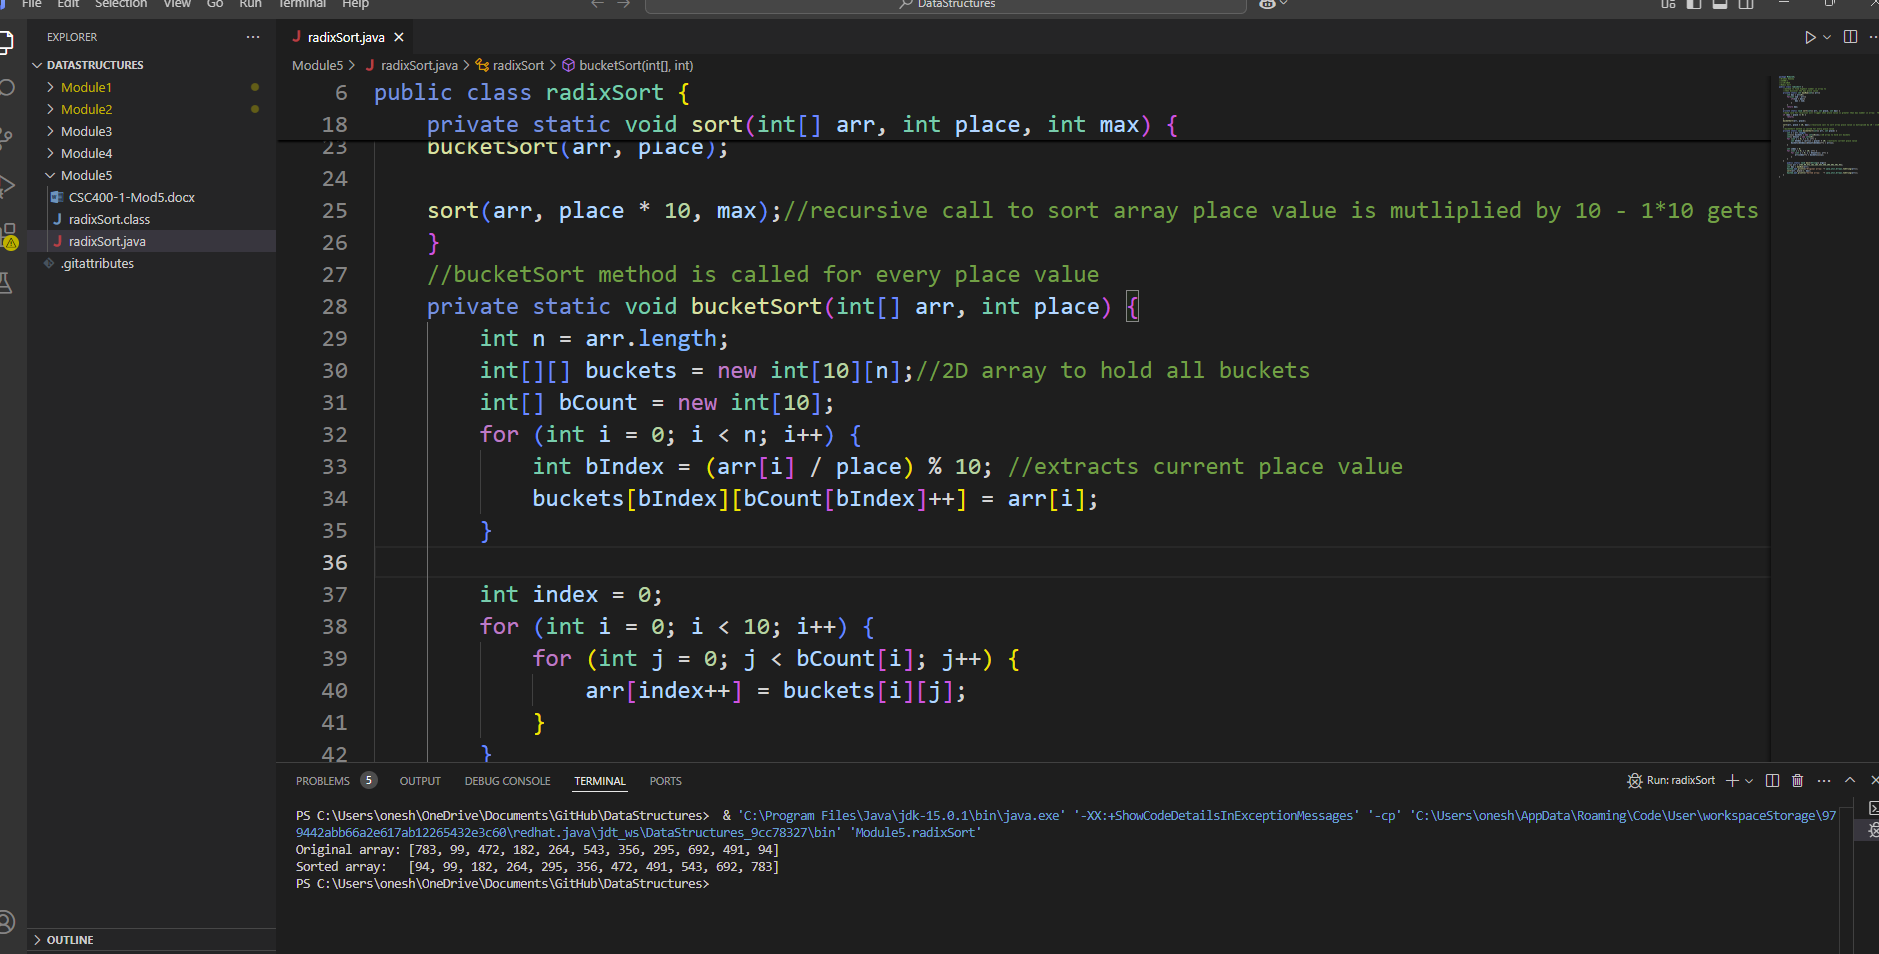 File Edit Selection View Go Run Terminal Help
DataStructures
EXPLORER
DATASTRUCTURES
Module1
Module2
Module3
Module4
Module5
CSC400-1-Mod5.docx
radixSort.class
radixSort.java
.gitattributes
OUTLINE
radixSort.java
Module5 > radixSort.java > radixSort > bucketSort(int[], int)
6 public class radixSort {
18 private static void sort(int[] arr, int place, int max) {
23 bucketSort(arr, place);
24
25 sort(arr, place * 10, max);//recursive call to sort array place value is mutliplied by 10 - 1*10 gets
26 }
27 //bucketSort method is called for every place value
28 private static void bucketSort(int[] arr, int place) {
29 int n = arr.length;
30 int[][] buckets = new int[10][n];//2D array to hold all buckets
31 int[] bCount = new int[10];
32 for (int i = 0; i < n; i++) {
33 int bIndex = (arr[i] / place) % 10; //extracts current place value
34 buckets[bIndex][bCount[bIndex]++] = arr[i];
35 }
36
37 int index = 0;
38 for (int i = 0; i < 10; i++) {
39 for (int j = 0; j < bCount[i]; j++) {
40 arr[index++] = buckets[i][j];
41 }
42 }
PROBLEMS 5 OUTPUT DEBUG CONSOLE TERMINAL PORTS
Run: radixSort
PS C:\Users\onesh\OneDrive\Documents\GitHub\DataStructures> & 'C:\Program Files\Java\jdk-15.0.1\bin\java.exe' '-XX:+ShowCodeDetailsInExceptionMessages' '-cp' 'C:\Users\onesh\AppData\Roaming\Code\User\workspaceStorage\97
9442abb66a2e617ab12265432e3c60\redhat.java\jdt_ws\DataStructures_9cc78327\bin' 'Module5.radixSort'
Original array: [783, 99, 472, 182, 264, 543, 356, 295, 692, 491, 94]
Sorted array: [94, 99, 182, 264, 295, 356, 472, 491, 543, 692, 783]
PS C:\Users\onesh\OneDrive\Documents\GitHub\DataStructures>